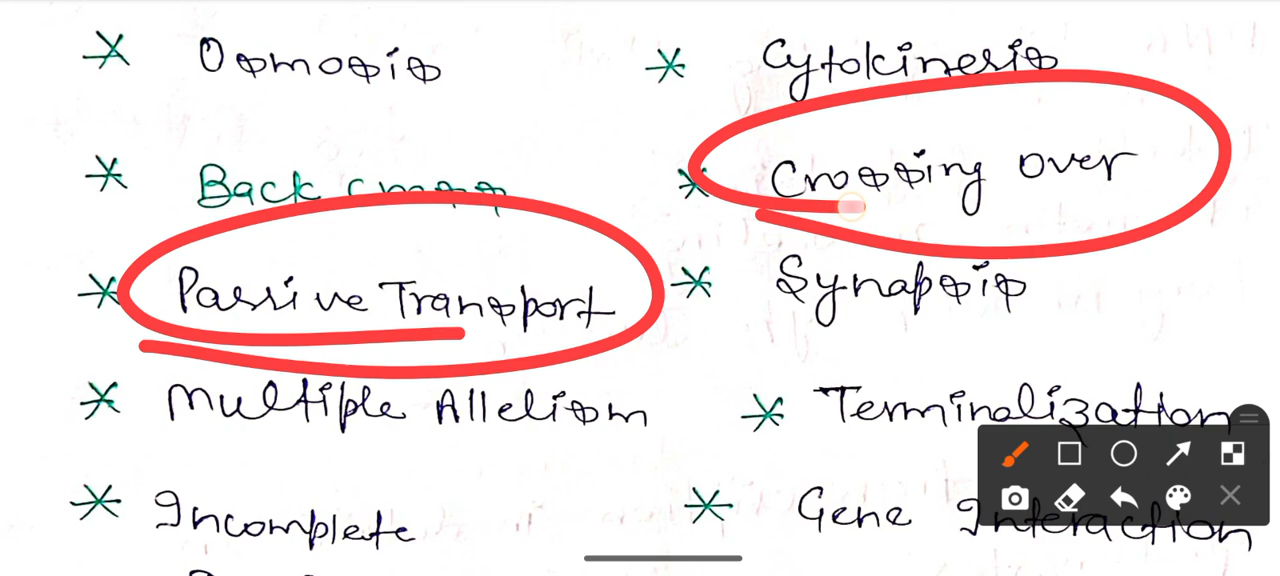 * Osmosis
* Back cross
* Passive Transport
* Multiple Allelism
* Incomplete
* Cytokinesis
* Crossing over
* Synapsis
* Terminalization
* Gene Interaction